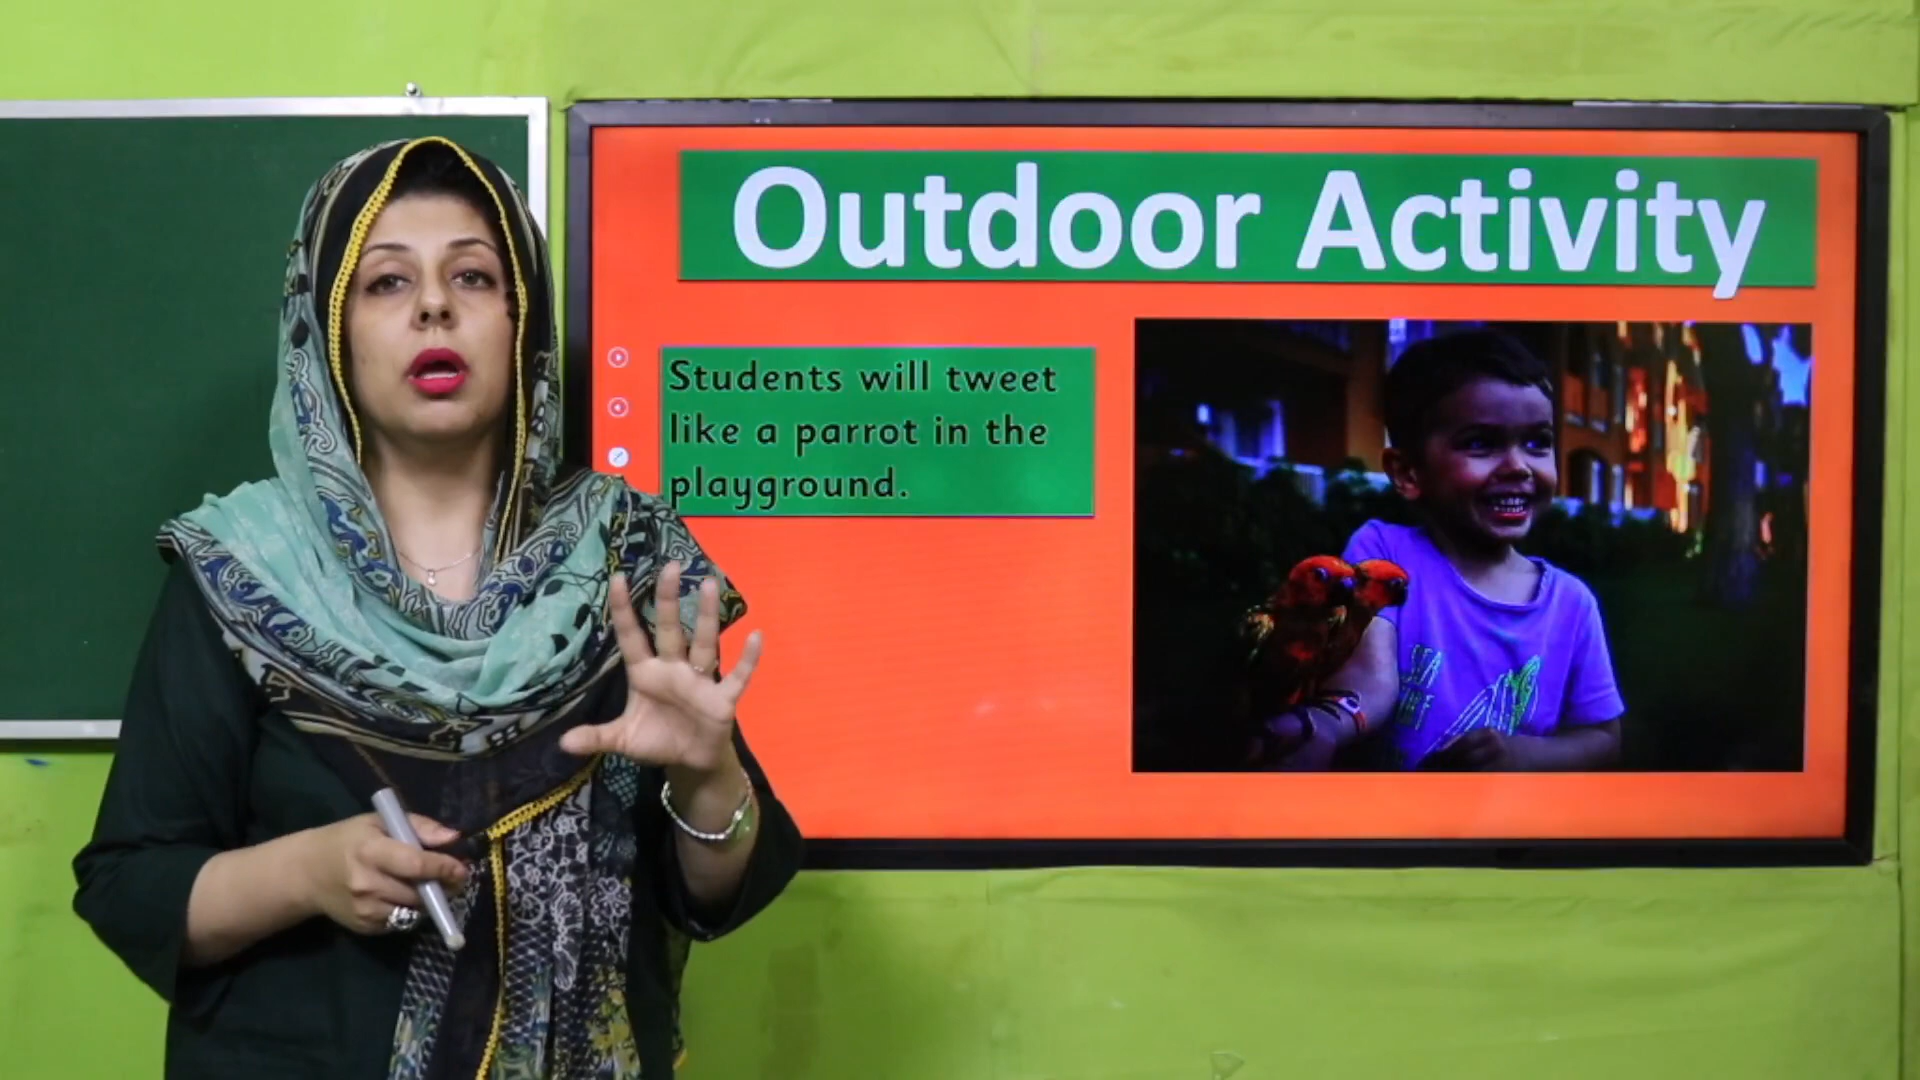 Outdoor Activity
Students will tweet
like a parrot in the
playground.